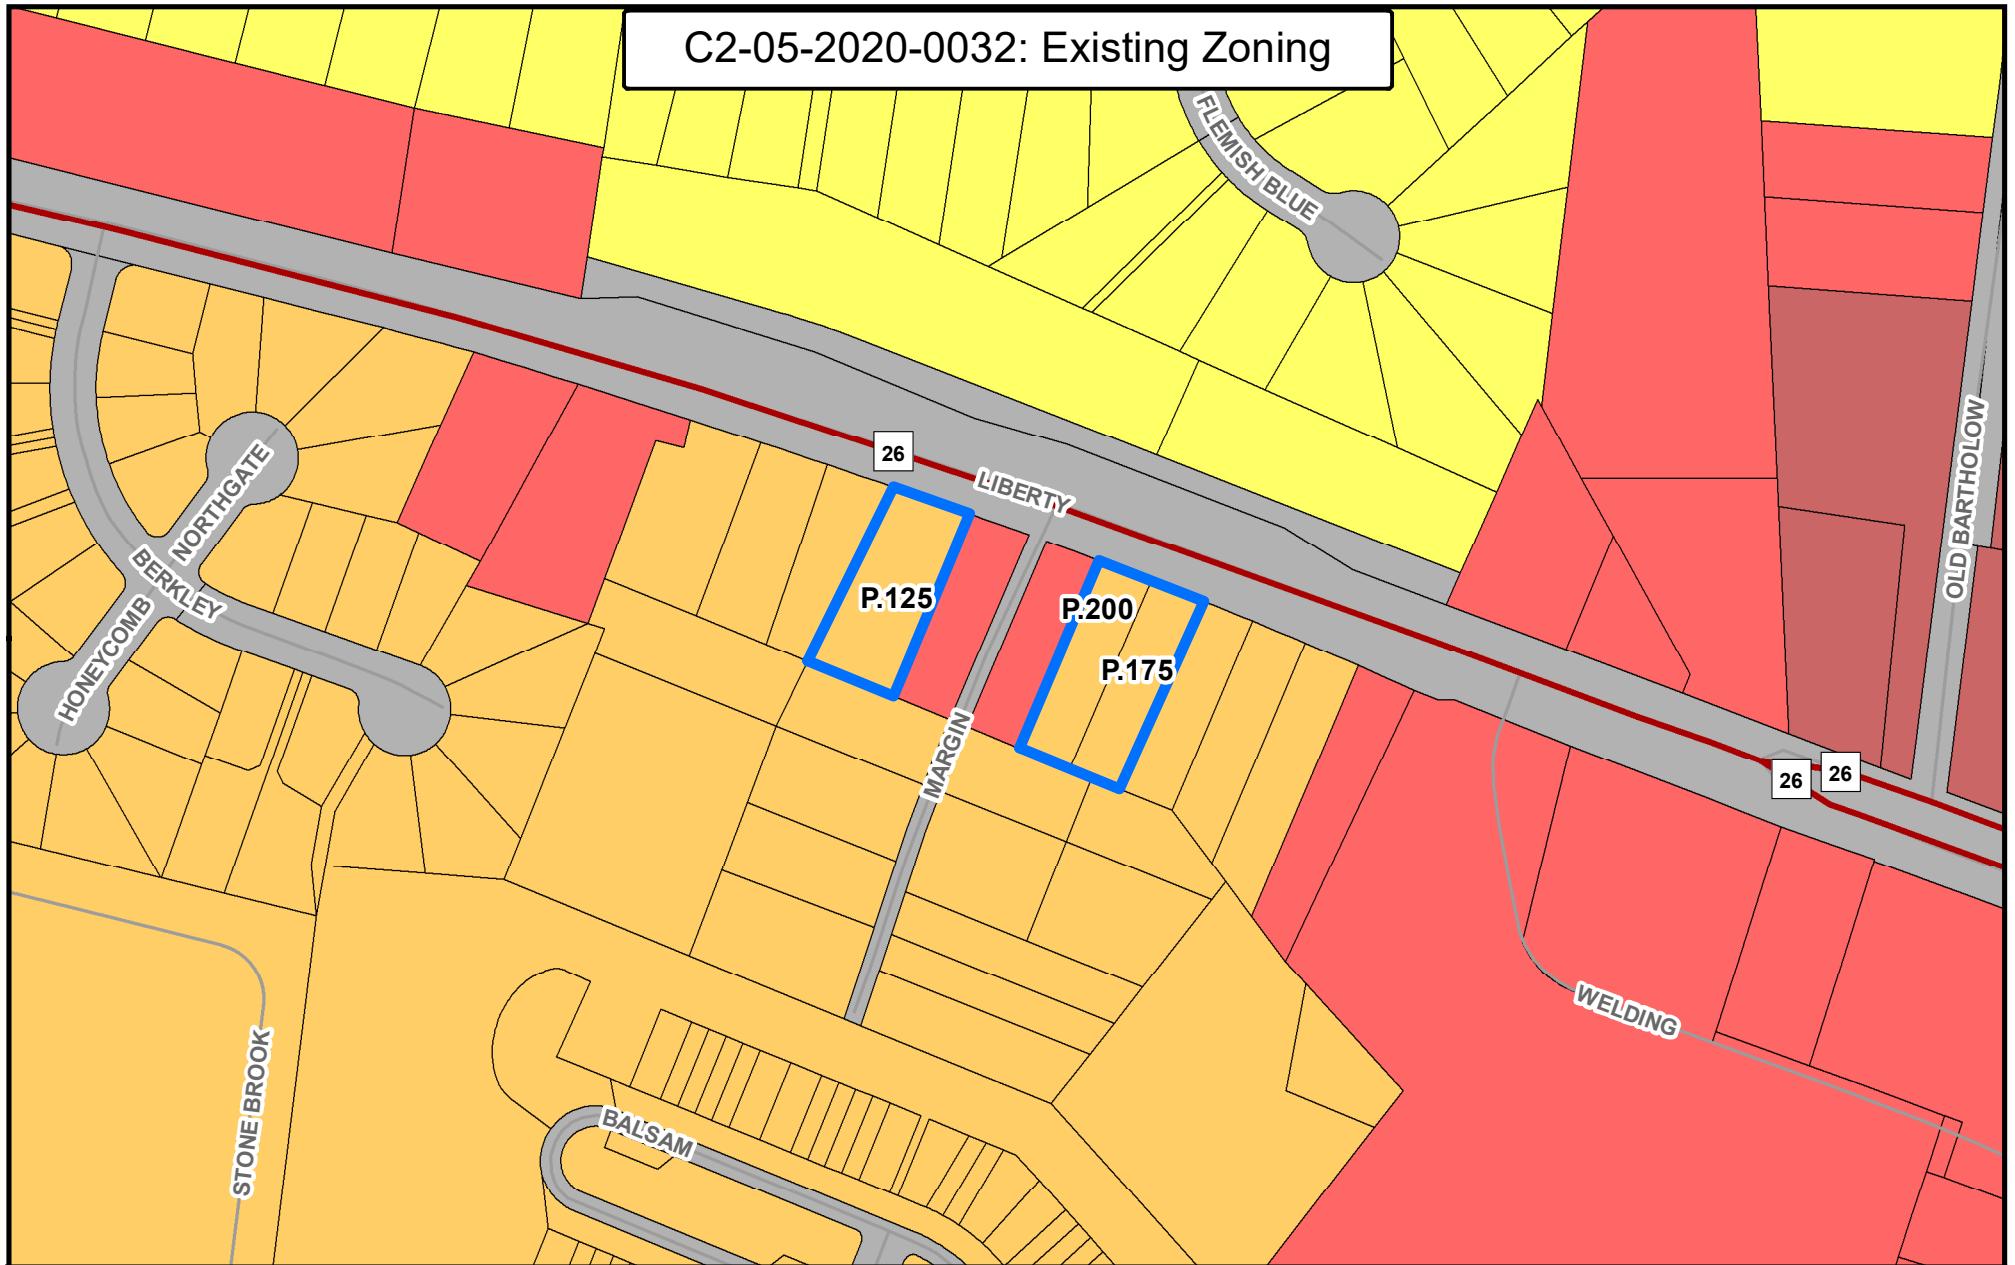 C2-05-2020-0032: Existing Zoning
FLEMISH BLUE
26
LIBERTY
OLD BARTHOLOW
NORTHGATE
BERKLEY
HONEYCOMB
P.125
P.200
P.175
MARGIN
26
26
WELDING
STONE BROOK
BALSAM